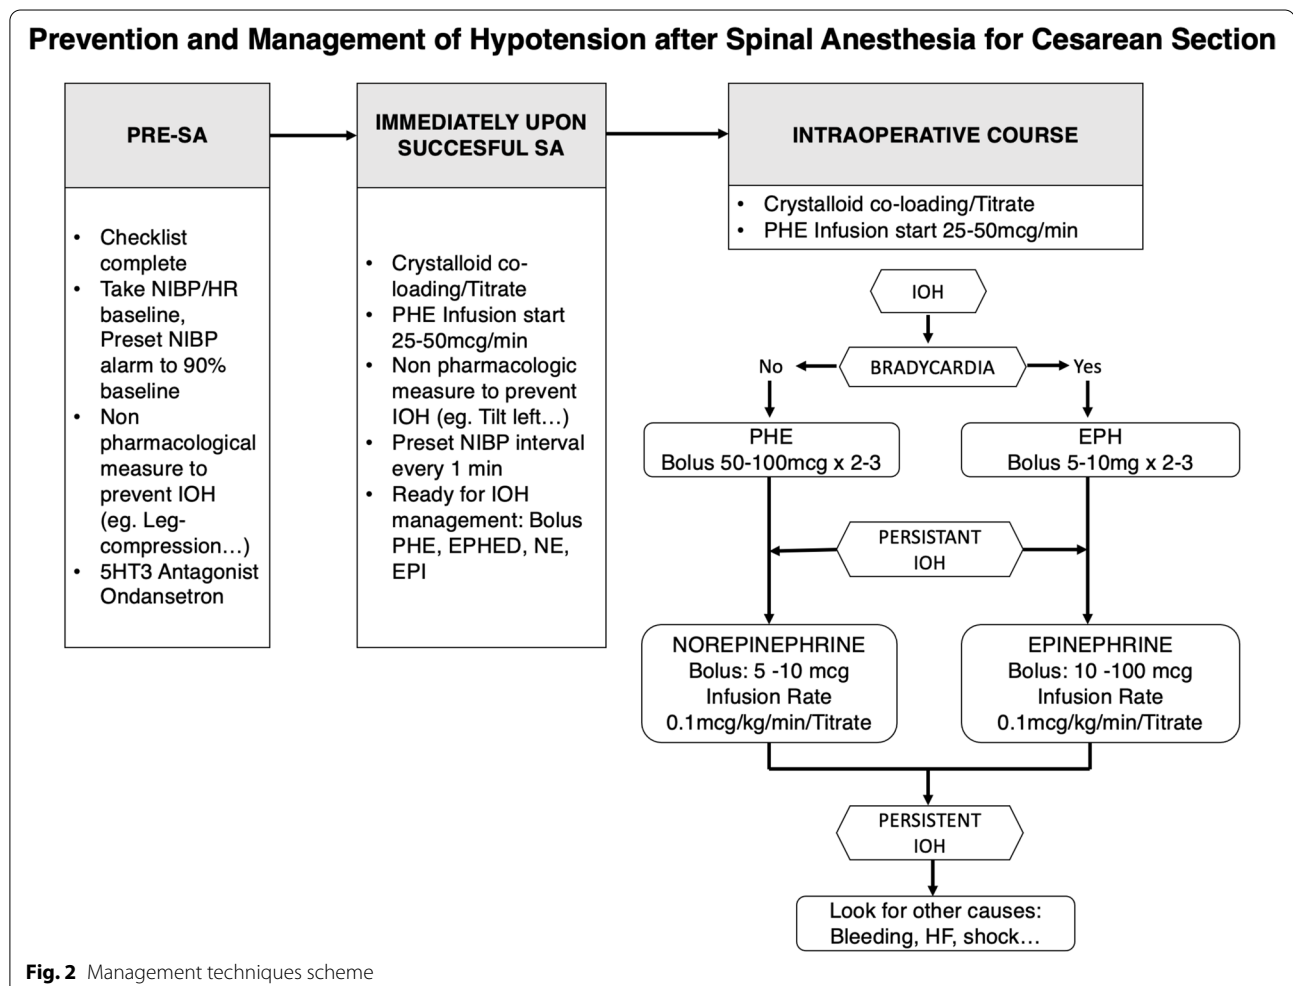 Prevention and Management of Hypotension after Spinal Anesthesia for Cesarean Section
PRE-SA
• Checklist
complete
• Take NIBP/HR
baseline,
Preset NIBP
alarm to 90%
baseline
• Non
pharmacological
measure to
prevent IOH
(eg. Leg-
compression…)
• 5HT3 Antagonist
Ondansetron
IMMEDIATELY UPON
SUCCESFUL SA
• Crystalloid co-
loading/Titrate
• PHE Infusion start
25-50mcg/min
• Non pharmacologic
measure to prevent
IOH (eg. Tilt left…)
• Preset NIBP interval
every 1 min
• Ready for IOH
management: Bolus
PHE, EPHED, NE,
EPI
INTRAOPERATIVE COURSE
• Crystalloid co-loading/Titrate
• PHE Infusion start 25-50mcg/min
IOH
No
BRADYCARDIA
Yes
PHE
Bolus 50-100mcg x 2-3
EPH
Bolus 5-10mg x 2-3
PERSISTANT
IOH
NOREPINEPHRINE
Bolus: 5 -10 mcg
Infusion Rate
0.1mcg/kg/min/Titrate
EPINEPHRINE
Bolus: 10 -100 mcg
Infusion Rate
0.1mcg/kg/min/Titrate
PERSISTENT
IOH
Look for other causes:
Bleeding, HF, shock…
Fig. 2 Management techniques scheme